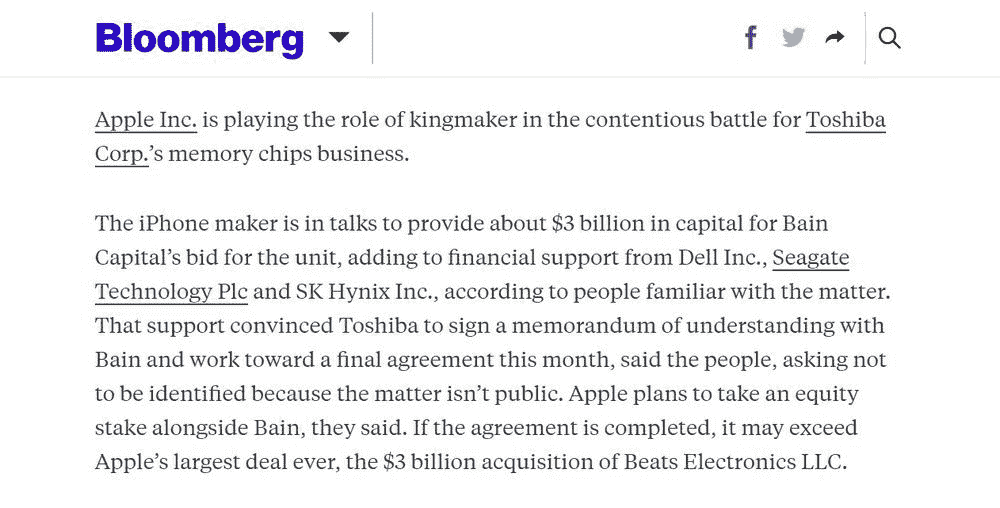 Bloomberg
Apple Inc. is playing the role of kingmaker in the contentious battle for Toshiba
Corp.’s memory chips business.
The iPhone maker is in talks to provide about $3 billion in capital for Bain
Capital’s bid for the unit, adding to financial support from Dell Inc., Seagate
Technology Plc and SK Hynix Inc., according to people familiar with the matter.
That support convinced Toshiba to sign a memorandum of understanding with
Bain and work toward a final agreement this month, said the people, asking not
to be identified because the matter isn’t public. Apple plans to take an equity
stake alongside Bain, they said. If the agreement is completed, it may exceed
Apple’s largest deal ever, the $3 billion acquisition of Beats Electronics LLC.